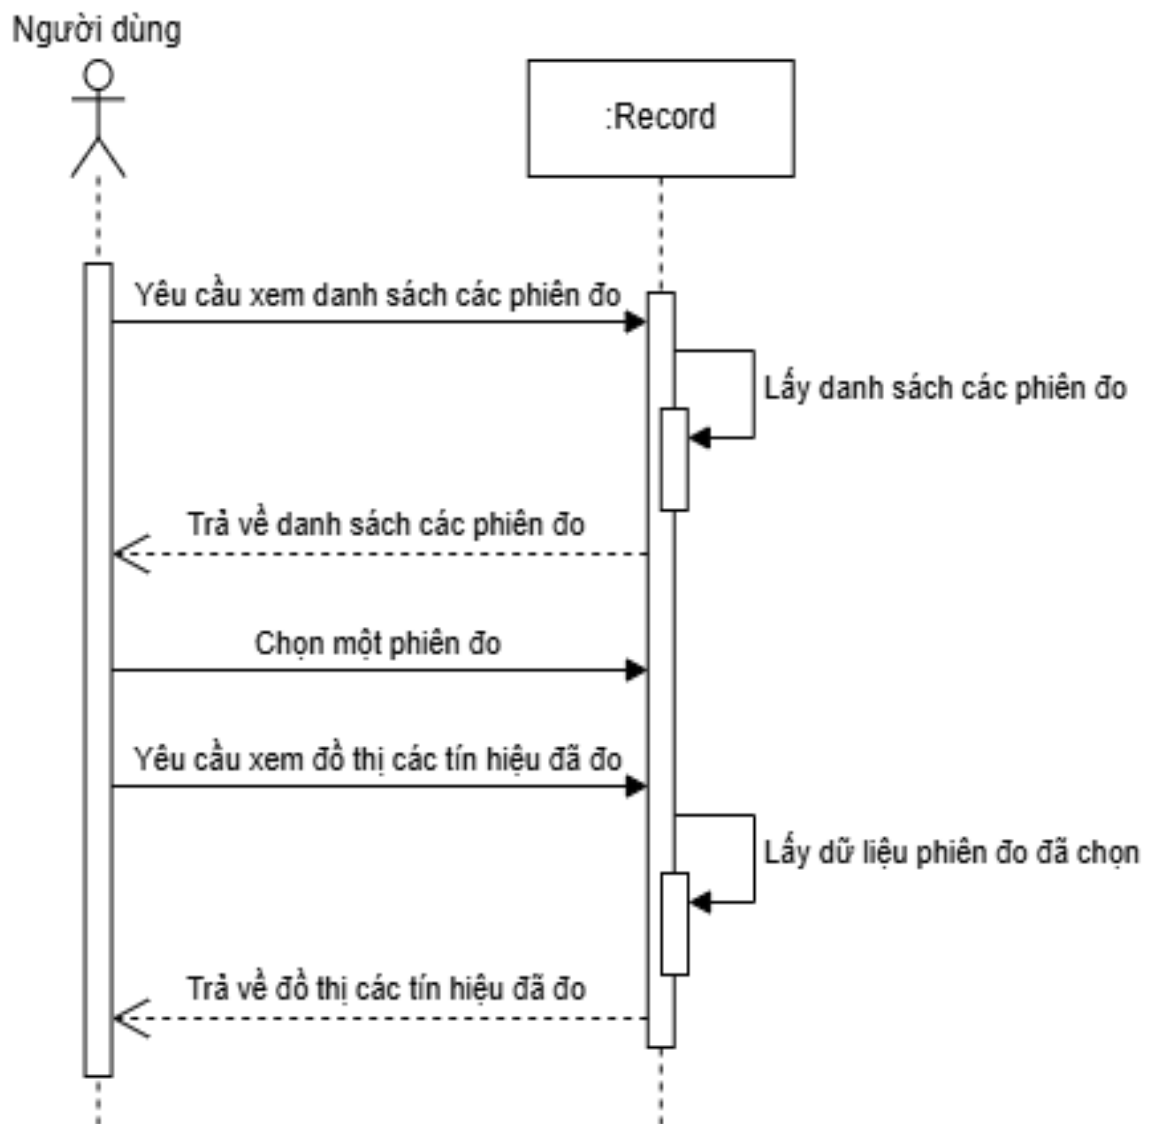 Người dùng
:Record
Yêu cầu xem danh sách các phiên đo
Lấy danh sách các phiên đo
Trả về danh sách các phiên đo
Chọn một phiên đo
Yêu cầu xem đồ thị các tín hiệu đã đo
Lấy dữ liệu phiên đo đã chọn
Trả về đồ thị các tín hiệu đã đo